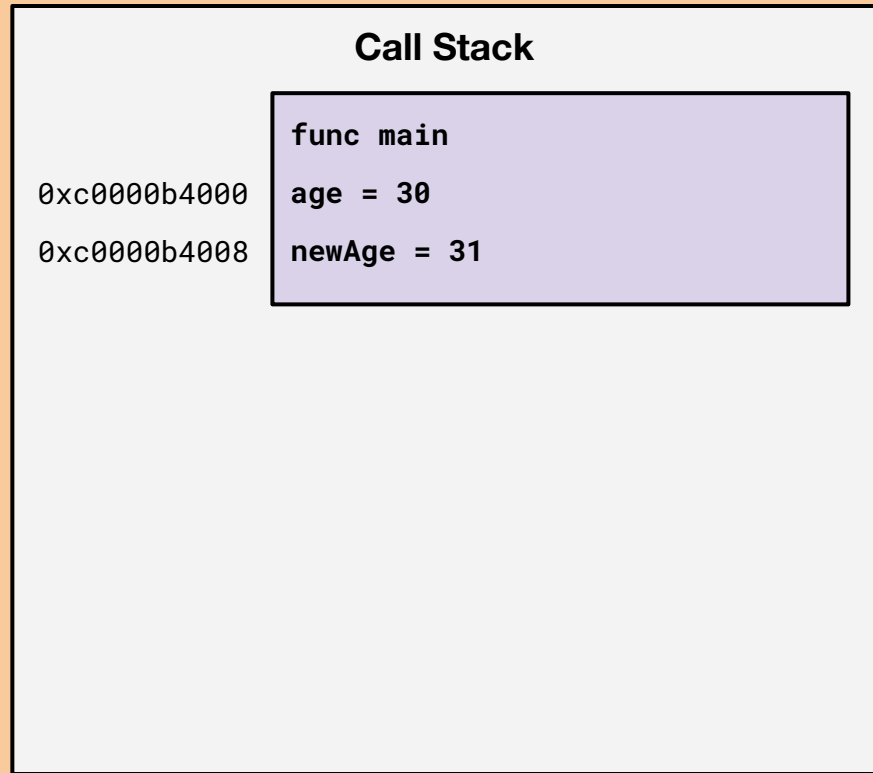 Call Stack
func main
0xc0000b4000 age = 30
0xc0000b4008 newAge = 31